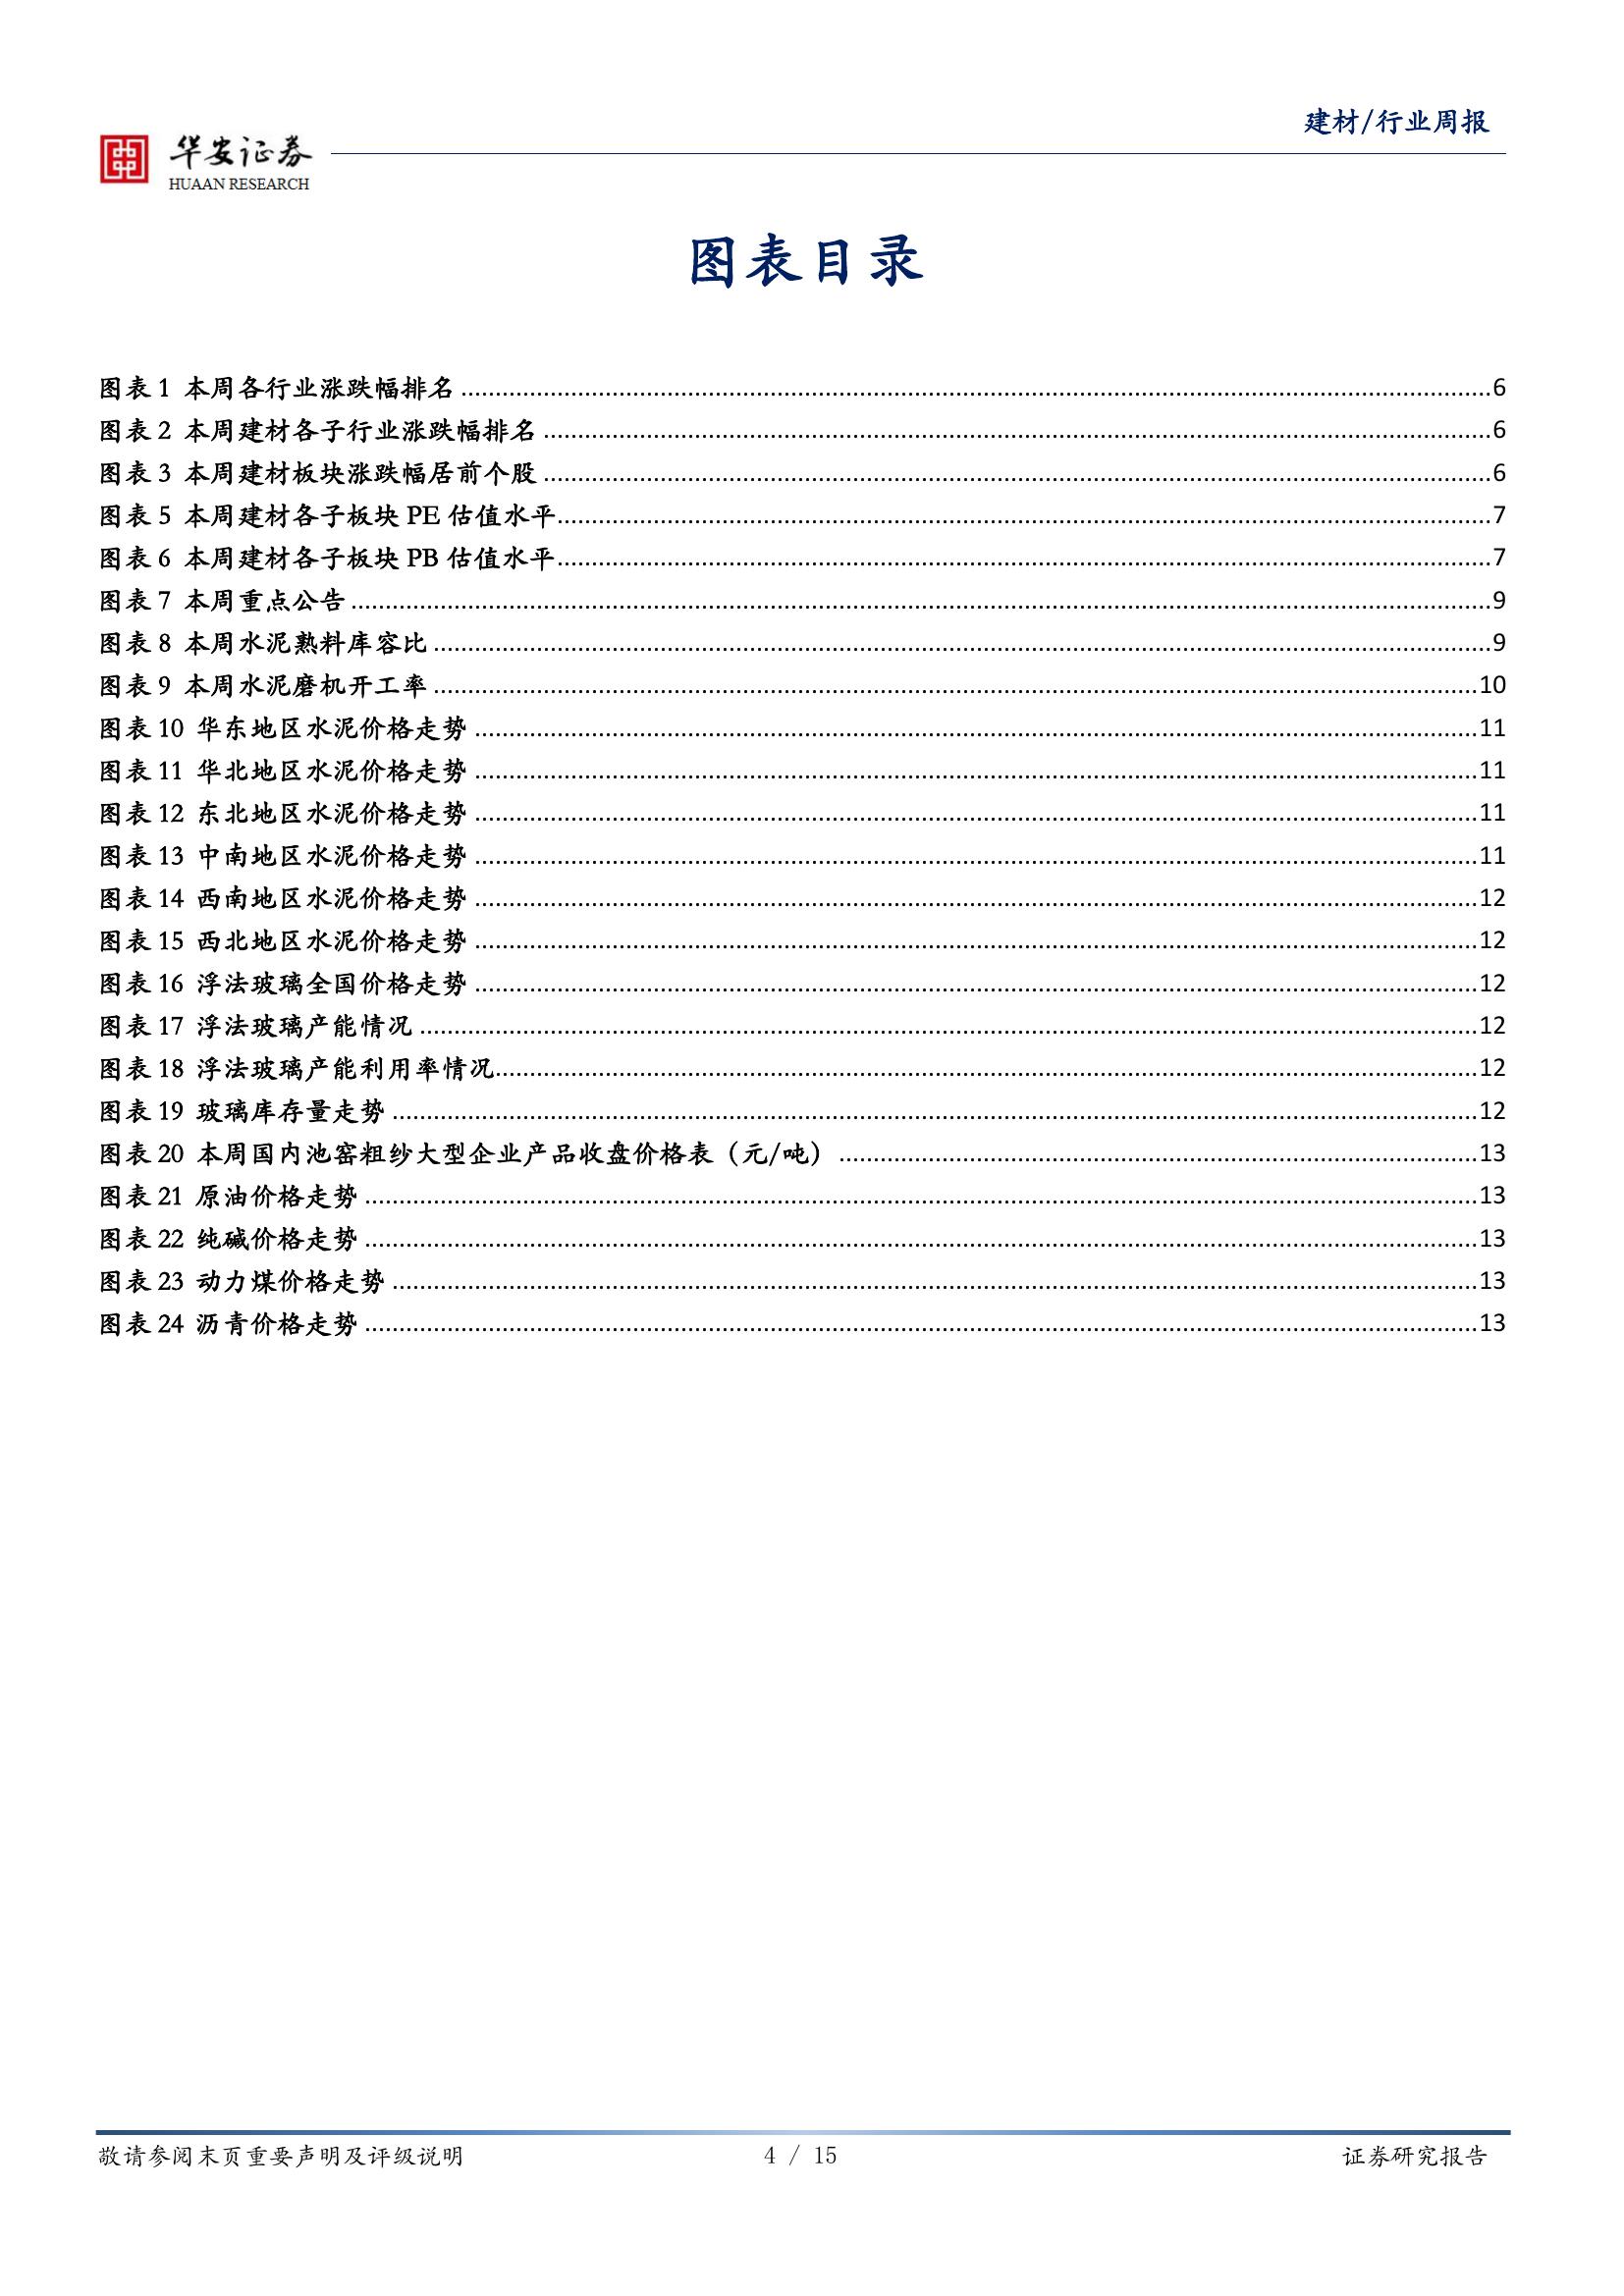 建材/行业周报
华安证券
HUAAN RESEARCH
图表目录
图表 1 本周各行业涨跌幅排名 6
图表 2 本周建材各子行业涨跌幅排名 6
图表 3 本周建材板块涨跌幅居前个股 6
图表 5 本周建材各子板块 PE 估值水平 7
图表 6 本周建材各子板块 PB 估值水平 7
图表 7 本周重点公告 9
图表 8 本周水泥熟料库容比 9
图表 9 本周水泥磨机开工率 10
图表 10 华东地区水泥价格走势 11
图表 11 华北地区水泥价格走势 11
图表 12 东北地区水泥价格走势 11
图表 13 中南地区水泥价格走势 11
图表 14 西南地区水泥价格走势 12
图表 15 西北地区水泥价格走势 12
图表 16 浮法玻璃全国价格走势 12
图表 17 浮法玻璃产能情况 12
图表 18 浮法玻璃产能利用率情况 12
图表 19 玻璃库存量走势 12
图表 20 本周国内池窑粗纱大型企业产品收盘价格表（元/吨） 13
图表 21 原油价格走势 13
图表 22 纯碱价格走势 13
图表 23 动力煤价格走势 13
图表 24 沥青价格走势 13
敬请参阅末页重要声明及评级说明 4 / 15 证券研究报告